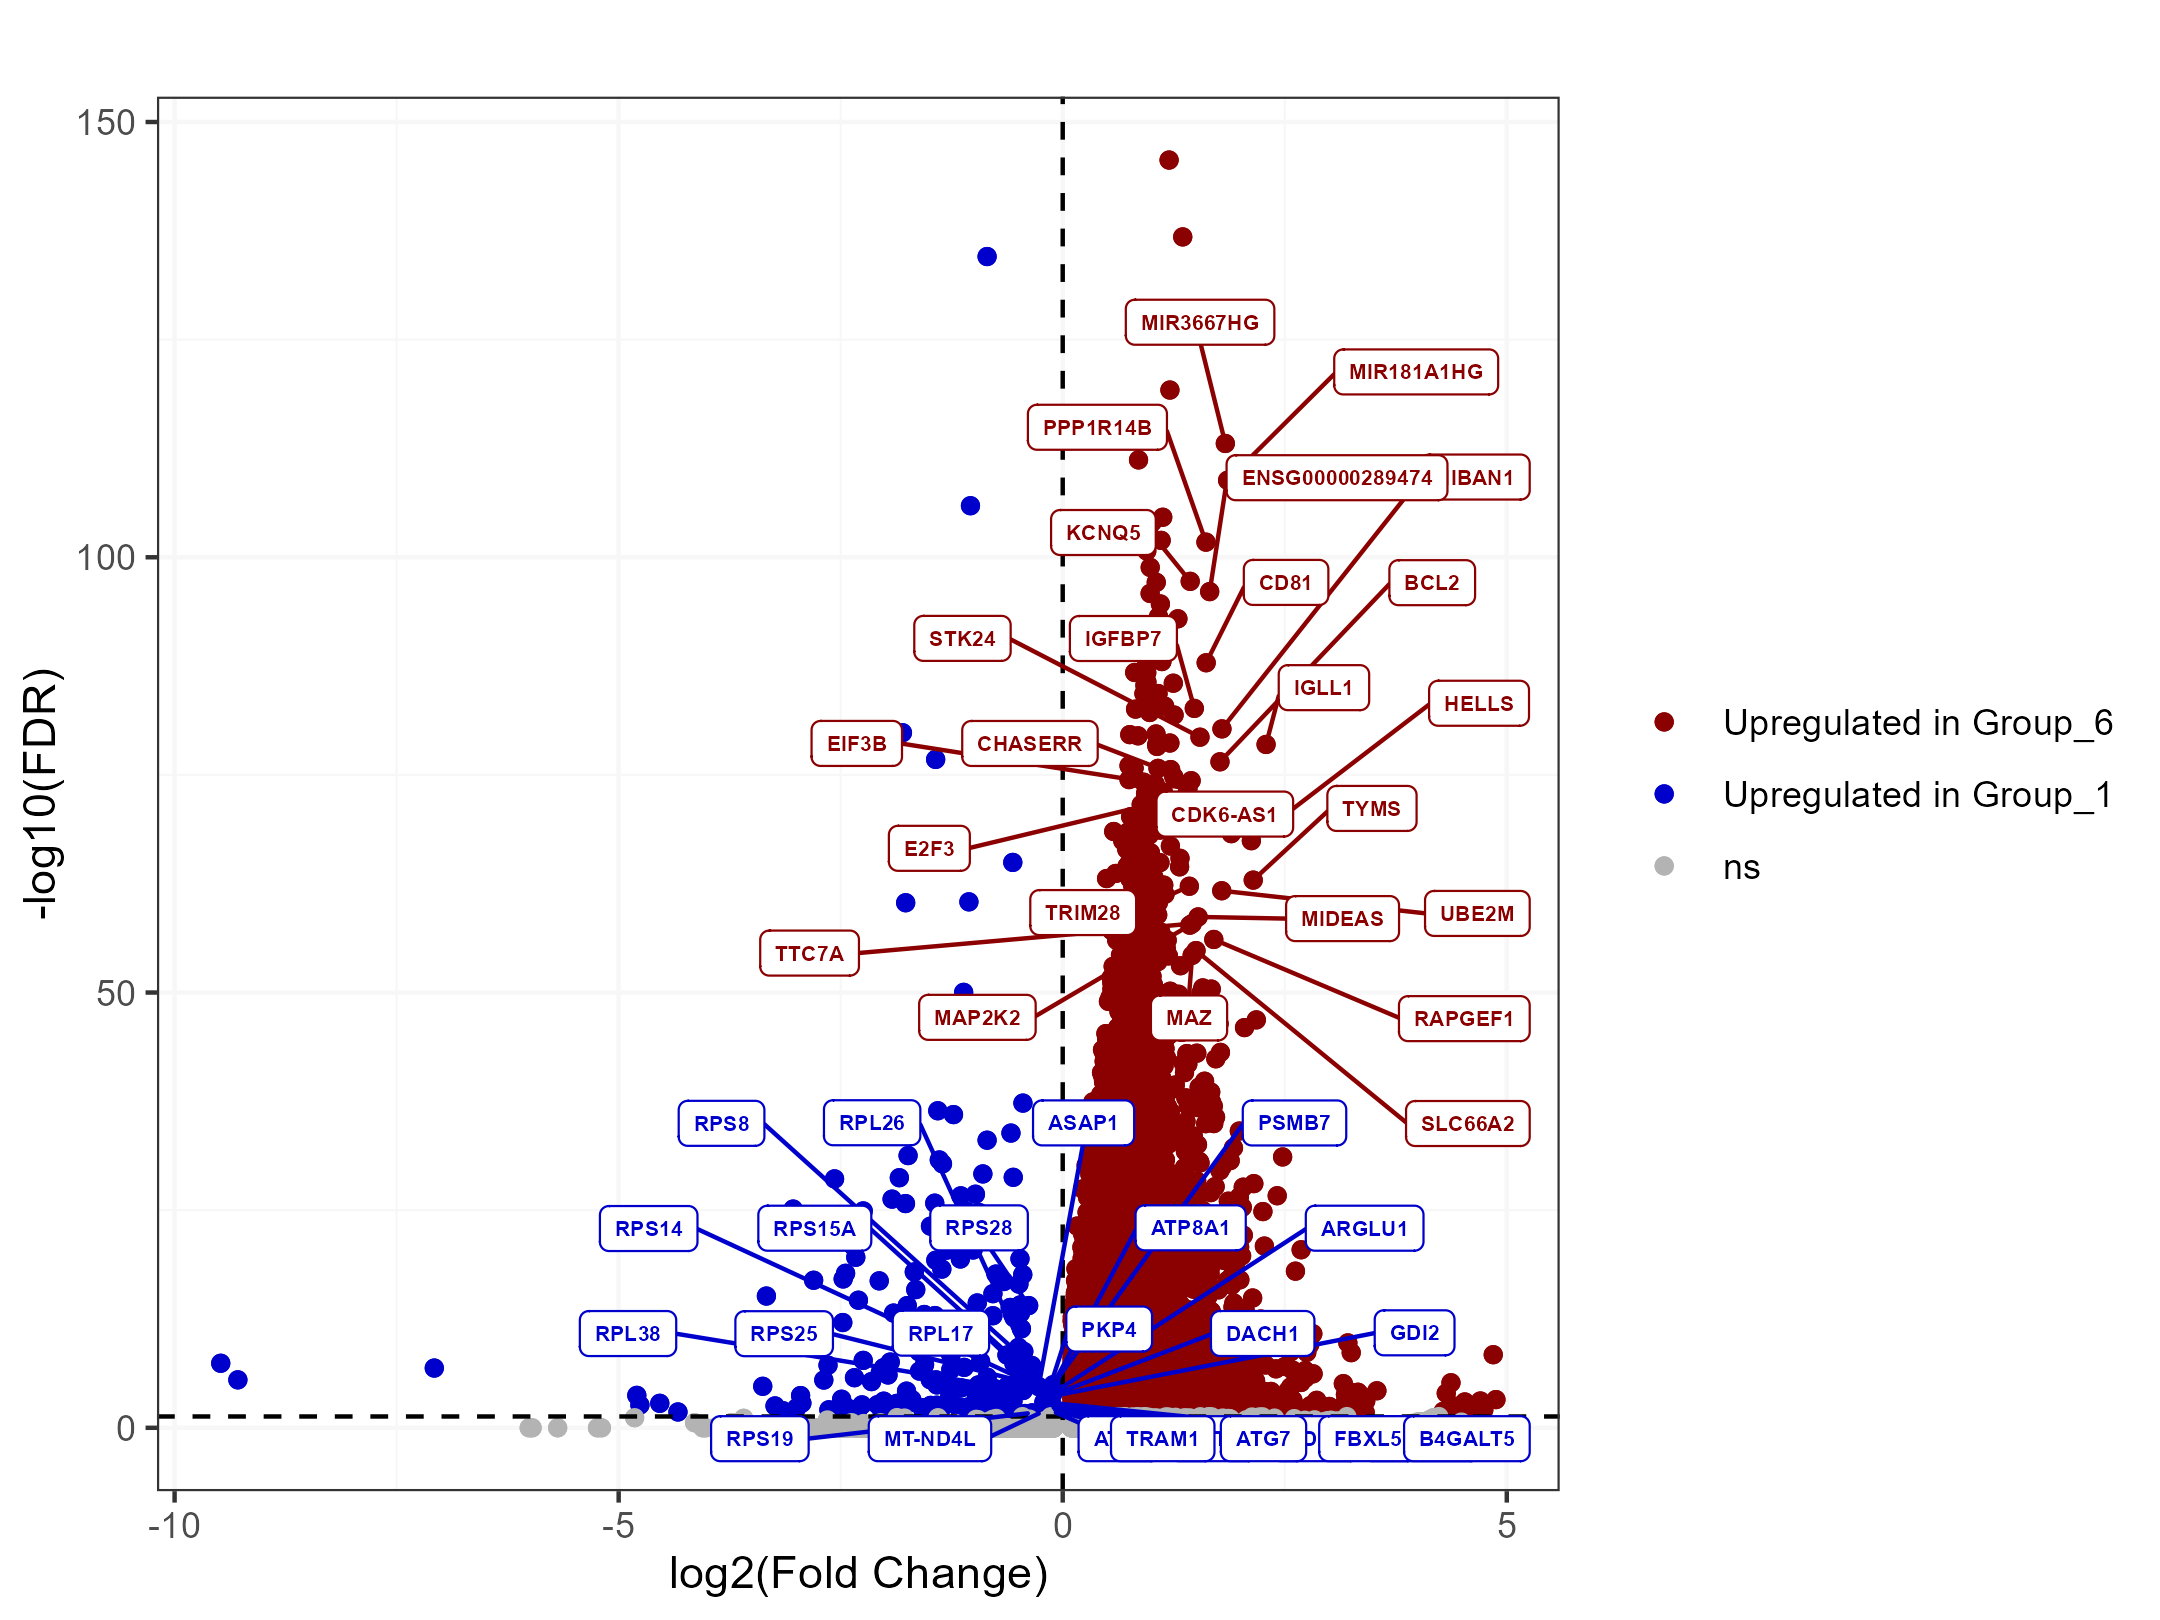 150
MIR3667HG
MIR181A1HG
PPP1R14B
ENSG00000289474
IBAN1
100
KCNQ5
CD81
BCL2
STK24
IGFBP7
IGLL1
HELLS
Upregulated in Group_6
EIF3B
CHASERR
Upregulated in Group_1
CDK6-AS1
TYMS
E2F3
ns
-log10(FDR)
TRIM28
MIDEAS
UBE2M
TTC7A
50
MAP2K2
MAZ
RAPGEF1
RPS8
RPL26
ASAP1
PSMB7
SLC66A2
RPS14
RPS15A
RPS28
ATP8A1
ARGLU1
RPL38
RPS25
RPL17
PKP4
DACH1
GDI2
0
RPS19
MT-ND4L
TRAM1
ATG7
FBXL5
B4GALT5
-10
-5
0
5
log2(Fold Change)